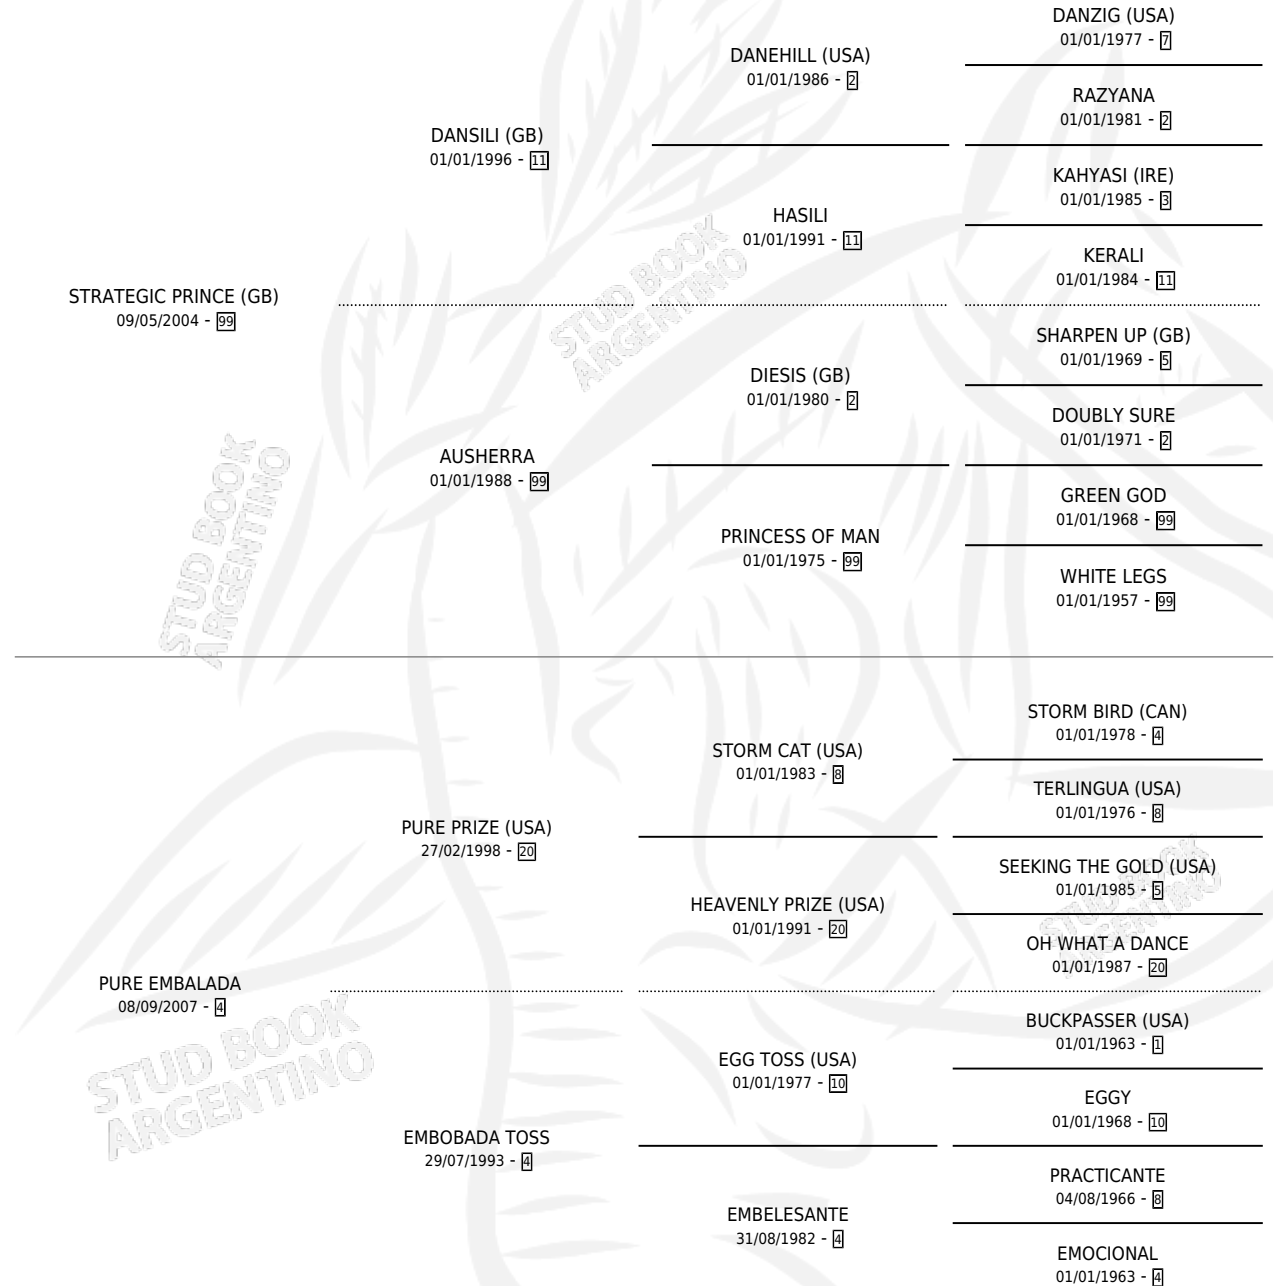 DANZIG (USA)
01/01/1977 - 7
DANEHILL (USA)
01/01/1986 - 2
RAZYANA
01/01/1981 - 2
DANSILI (GB)
01/01/1996 - 11
KAHYASI (IRE)
01/01/1985 - 3
HASILI
01/01/1991 - 11
KERALI
01/01/1984 - 11
STRATEGIC PRINCE (GB)
09/05/2004 - 99
SHARPEN UP (GB)
01/01/1969 - 5
DIESIS (GB)
01/01/1980 - 2
DOUBLY SURE
01/01/1971 - 2
AUSHERRA
01/01/1988 - 99
GREEN GOD
01/01/1968 - 99
PRINCESS OF MAN
01/01/1975 - 99
WHITE LEGS
01/01/1957 - 99
STORM BIRD (CAN)
01/01/1978 - 4
STORM CAT (USA)
01/01/1983 - 8
TERLINGUA (USA)
01/01/1976 - 8
PURE PRIZE (USA)
27/02/1998 - 20
SEEKING THE GOLD (USA)
01/01/1985 - 5
HEAVENLY PRIZE (USA)
01/01/1991 - 20
OH WHAT A DANCE
01/01/1987 - 20
PURE EMBALADA
08/09/2007 - 4
BUCKPASSER (USA)
01/01/1963 - 1
EGG TOSS (USA)
01/01/1977 - 10
EGGY
01/01/1968 - 10
EMBOBADA TOSS
29/07/1993 - 4
PRACTICANTE
04/08/1966 - 8
EMBELESANTE
31/08/1982 - 4
EMOCIONAL
01/01/1963 - 4
STUD BOOK
ARGENTINO
STUD BOOK
ARGENTINO
STUD BOOK
ARGENTINO
STUD BOOK
ARGENTINO